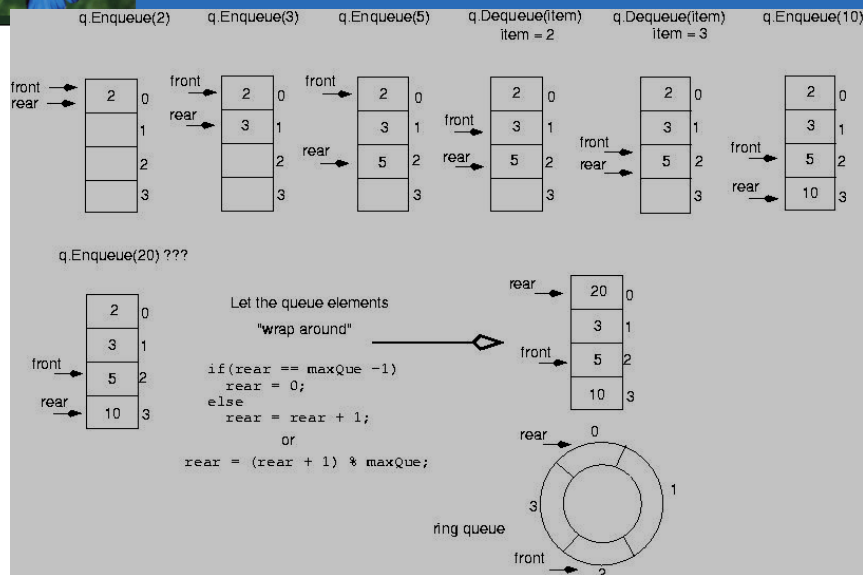 q.Enqueue(2) q.Enqueue(3) q.Enqueue(5) q.Dequeue(item) q.Dequeue(item) q.Enqueue(10)
item = 2 item = 3
front 2 0 front 2 0 front 2 0 2 0 2 0 2 0
rear
1 rear 3 1 3 1 front 3 1 3 1 3 1
2 2 rear 5 2 rear 5 2 front 5 2 front 5 2
rear
3 3 3 3 3 rear 10 3
q.Enqueue(20) ???
2 0
3 1
front 5 2
rear 10 3
Let the queue elements
"wrap around"
if(rear == maxQue -1)
rear = 0;
else
rear = rear + 1;
or
rear = (rear + 1) % maxQue;
rear 20 0
3 1
front 5 2
10 3
rear 0
1
3
ring queue
front 2